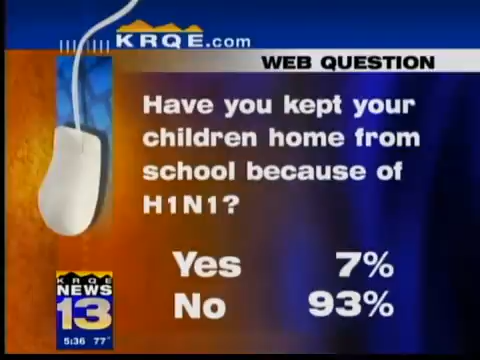 KRQE.com
WEB QUESTION
Have you kept your
children home from
school because of
H1N1?
Yes 7%
No 93%
KRQE
NEWS
13
5:36 77°